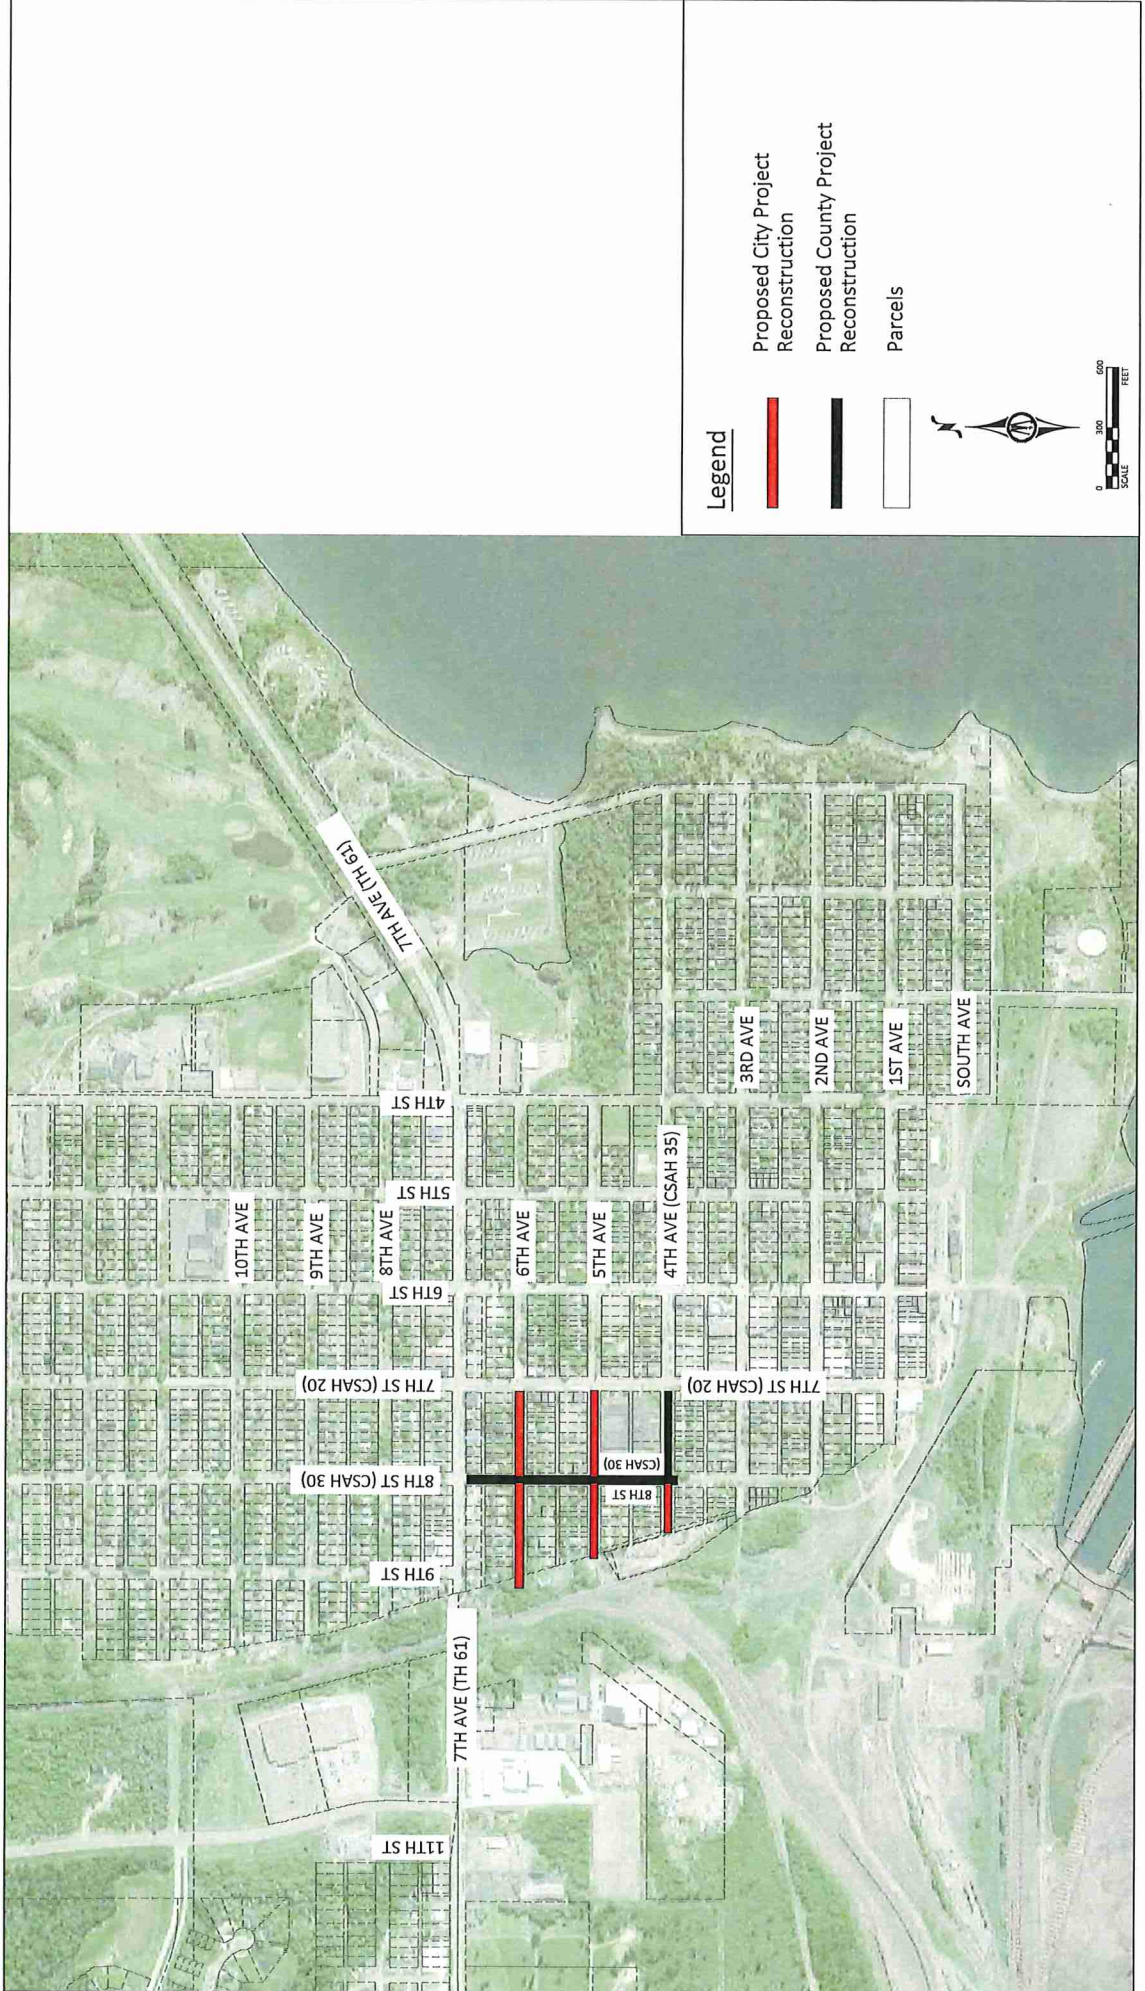 10TH AVE
9TH AVE
8TH AVE
7TH AVE (TH 61)
4TH ST
5TH ST
6TH ST
7TH ST (CSAH 20)
8TH ST (CSAH 30)
9TH ST
11TH ST
7TH AVE (TH 61)
6TH AVE
5TH AVE
4TH AVE (CSAH 35)
8TH ST
(CSAH 30)
7TH ST (CSAH 20)
3RD AVE
2ND AVE
1ST AVE
SOUTH AVE
Legend
Proposed City Project
Reconstruction
Proposed County Project
Reconstruction
Parcels
N
0 300 600
SCALE FEET